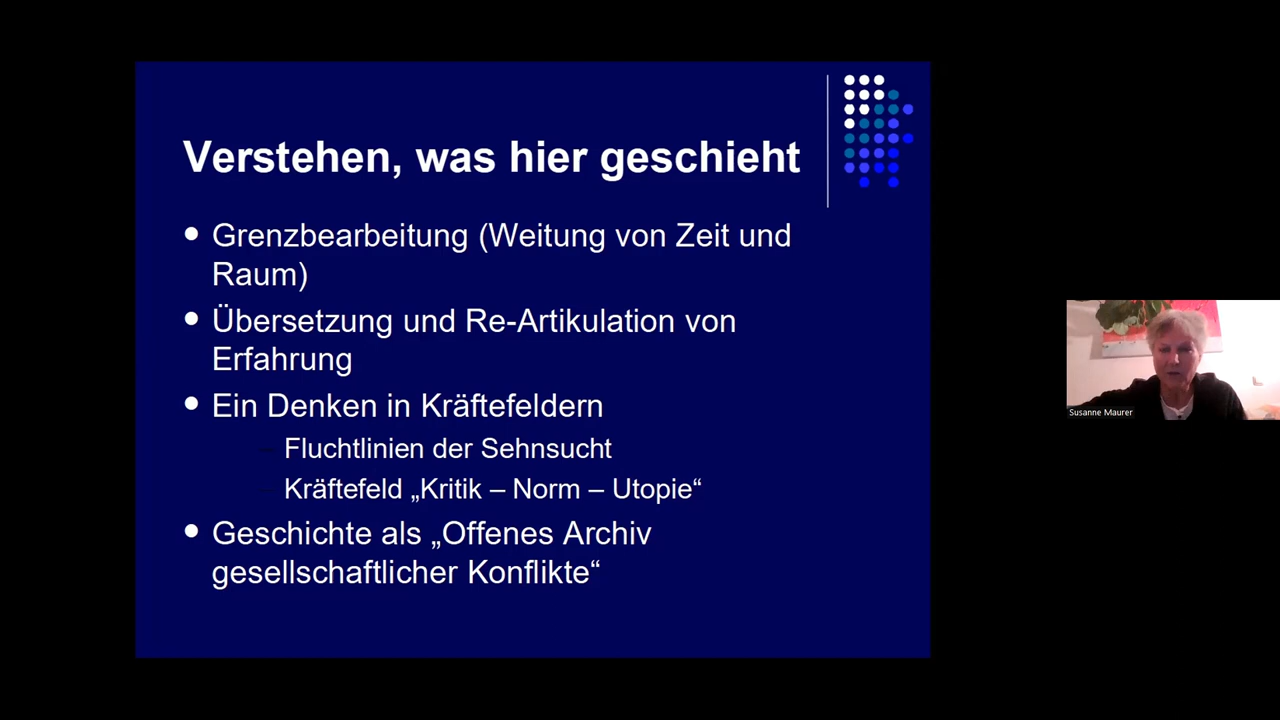 Verstehen, was hier geschieht
Grenzbearbeitung (Weitung von Zeit und
Raum)
Übersetzung und Re-Artikulation von
Erfahrung
Ein Denken in Kräftefeldern
– Fluchtlinien der Sehnsucht
– Kräftefeld „Kritik – Norm – Utopie“
Geschichte als „Offenes Archiv
gesellschaftlicher Konflikte“
Susanne Maurer